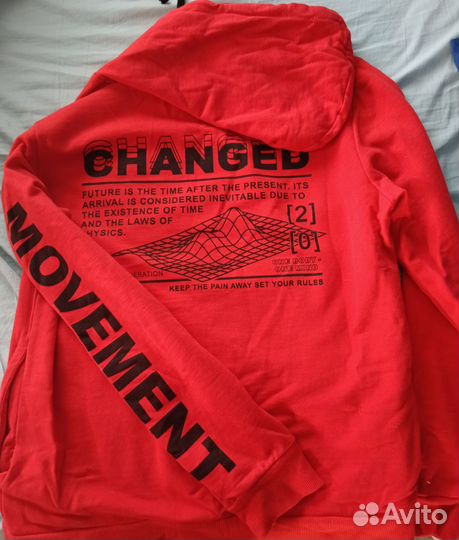 CHANGED
FUTURE IS THE TIME AFTER THE PRESENT. ITS
ARRIVAL IS CONSIDERED INEVITABLE DUE TO
THE EXISTENCE OF TIME
AND THE LAWS OF
HYSICS.
[2]
[0]
ERATION
ONE BODY-
ONE MIND
KEEP THE PAIN AWAY SET YOUR RULES
MOVEMENT
Avito